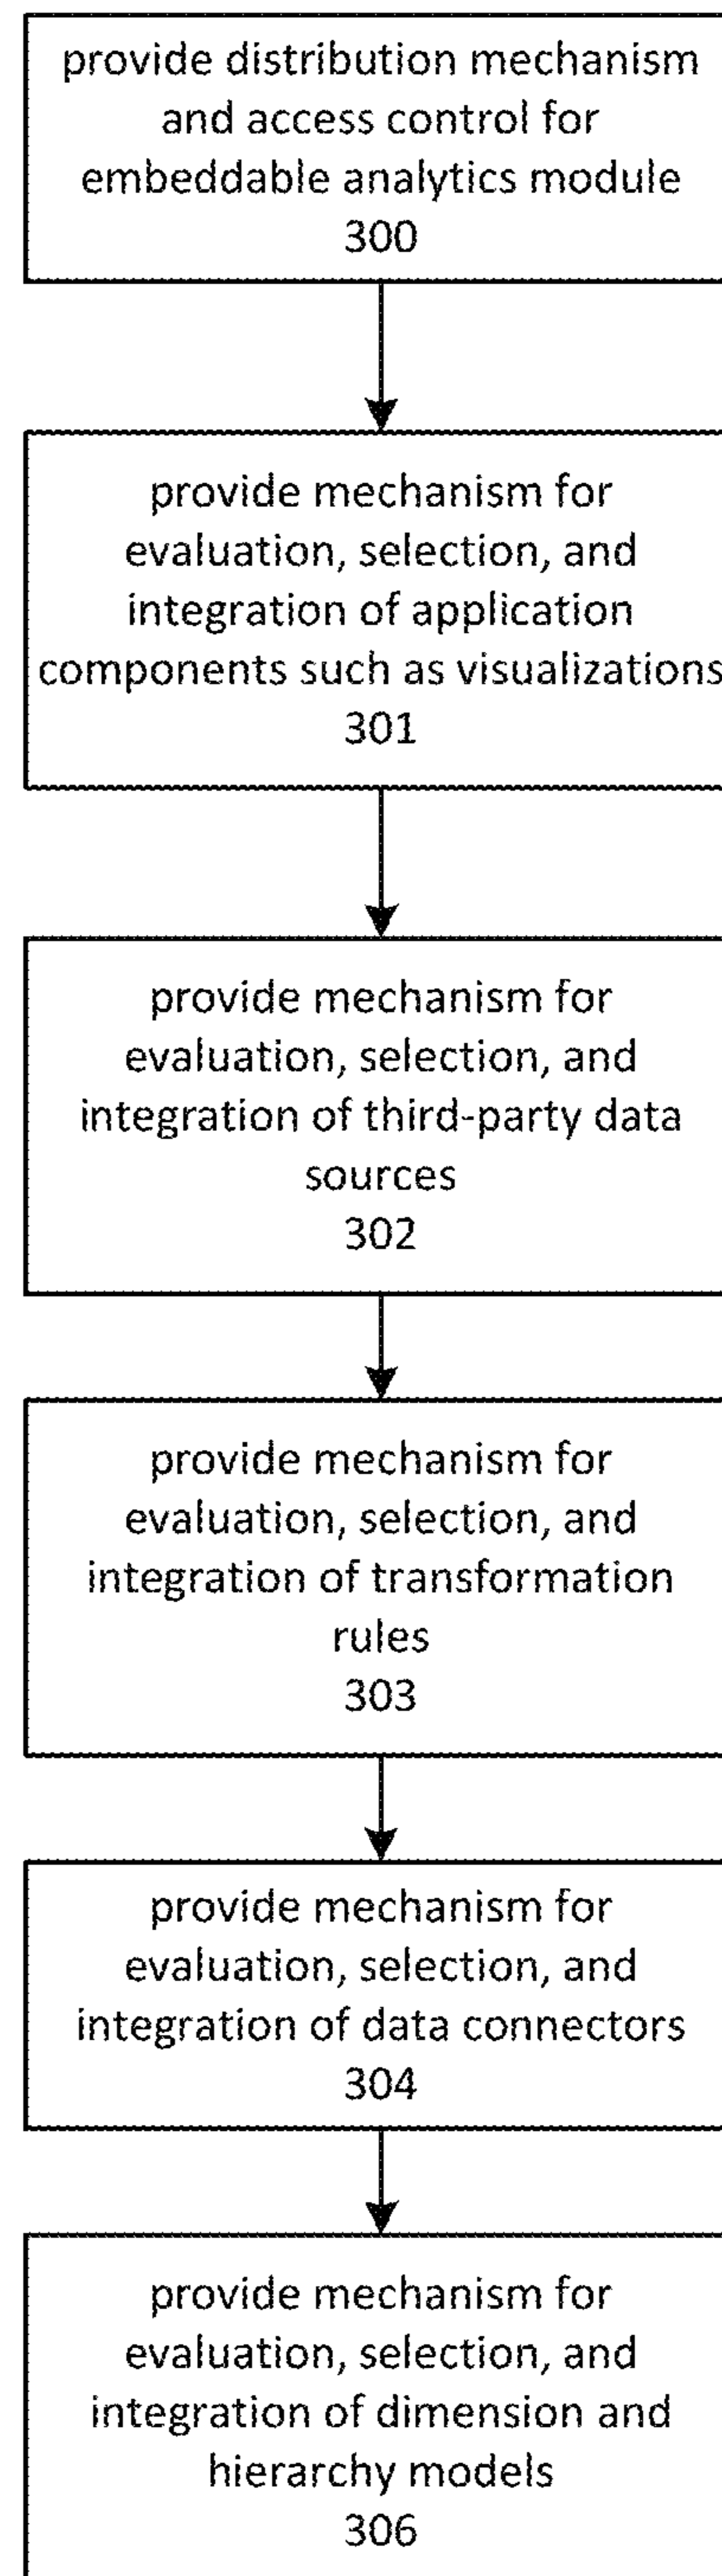 provide distribution mechanism
and access control for
embeddable analytics module
300
provide mechanism for
evaluation, selection, and
integration of application
components such as visualizations
301
provide mechanism for
evaluation, selection, and
integration of third-party data
sources
302
provide mechanism for
evaluation, selection, and
integration of transformation
rules
303
provide mechanism for
evaluation, selection, and
integration of data connectors
304
provide mechanism for
evaluation, selection, and
integration of dimension and
hierarchy models
306